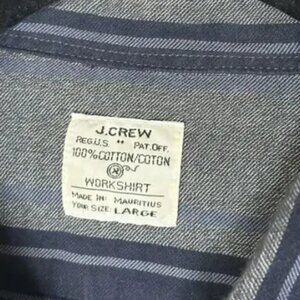 J.CREW
REG.U.S. " PAT.OFF.
100% COTTON/COTON
WORKSHIRT
MADE IN: MAURITIUS
YOUR SIZE: LARGE